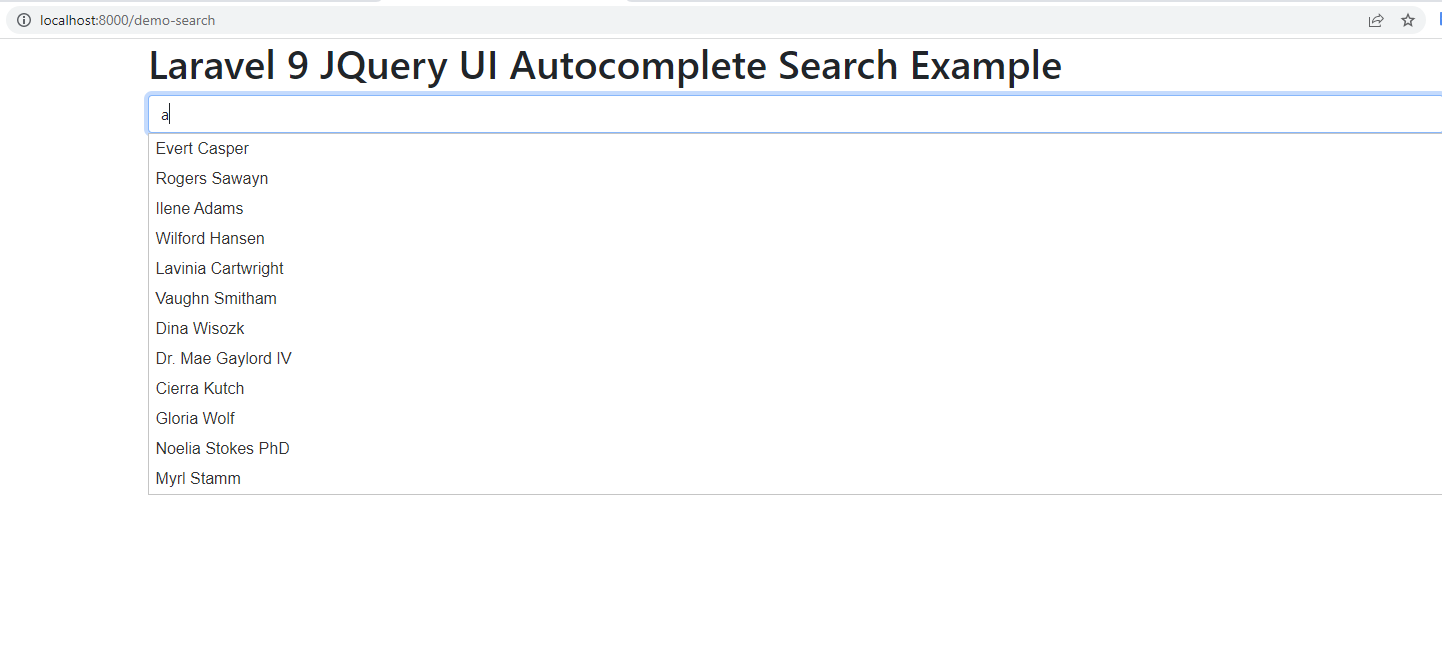 localhost:8000/demo-search
Laravel 9 JQuery UI Autocomplete Search Example
a
Evert Casper
Rogers Sawayn
Ilene Adams
Wilford Hansen
Lavinia Cartwright
Vaughn Smitham
Dina Wisozk
Dr. Mae Gaylord IV
Cierra Kutch
Gloria Wolf
Noelia Stokes PhD
Myrl Stamm